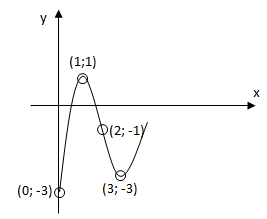 y
(1;1)
x
(2; -1)
(0; -3)
(3; -3)